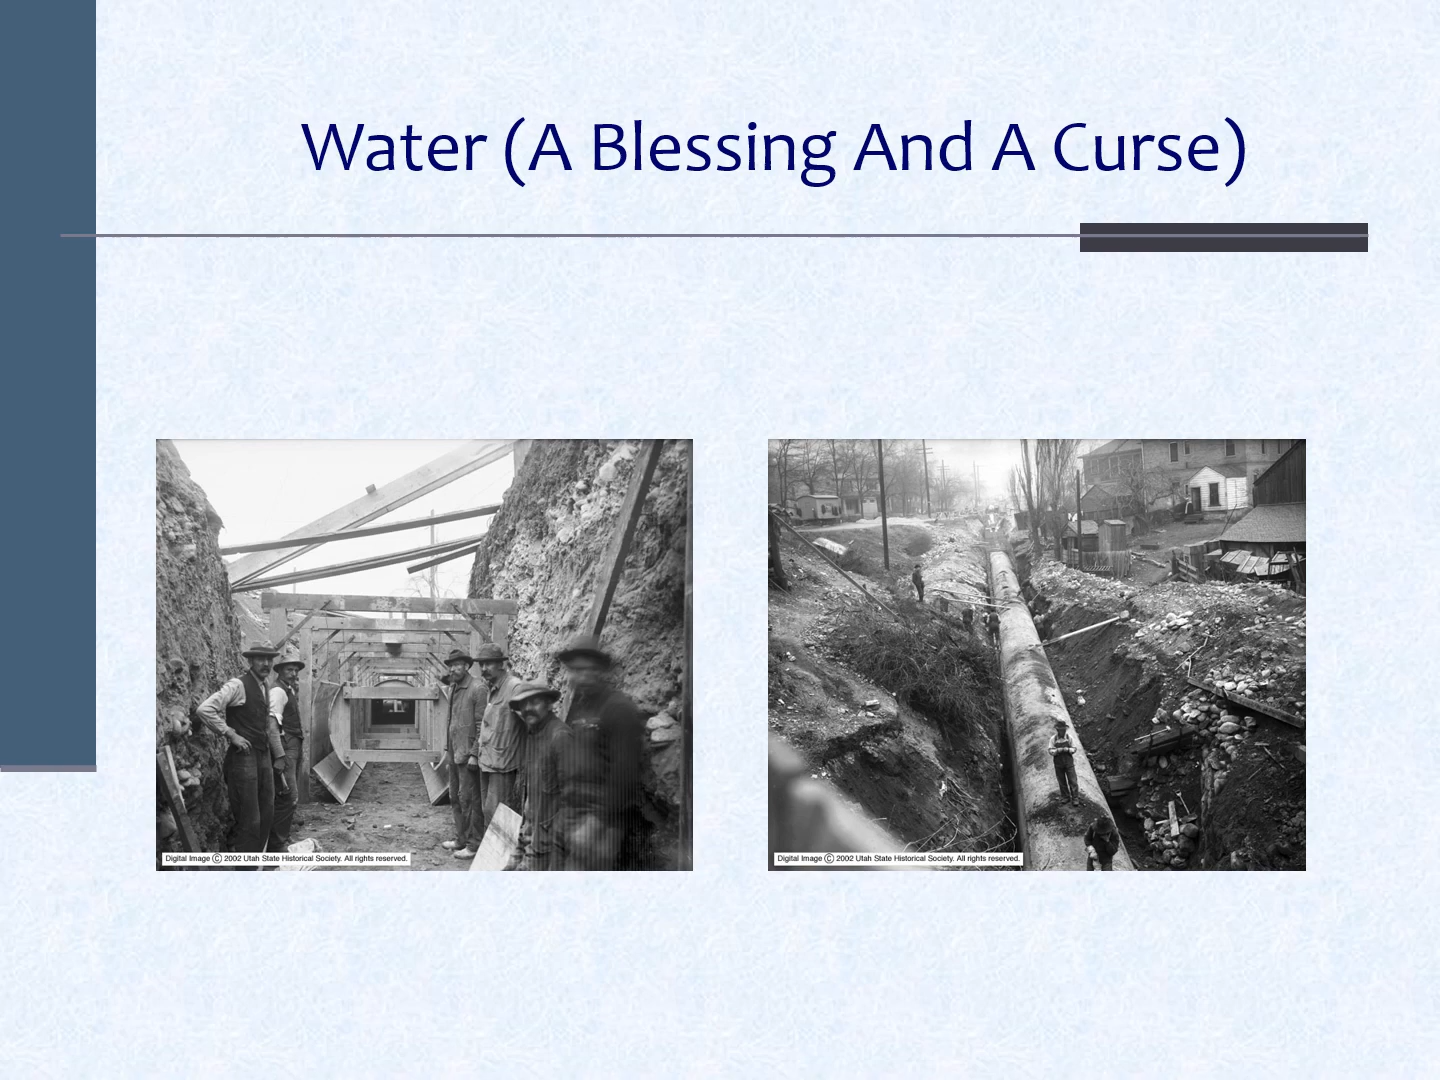 Water (A Blessing And A Curse)
Digital Image © 2002 Utah State Historical Society. All rights reserved.
Digital Image © 2002 Utah State Historical Society. All rights reserved.